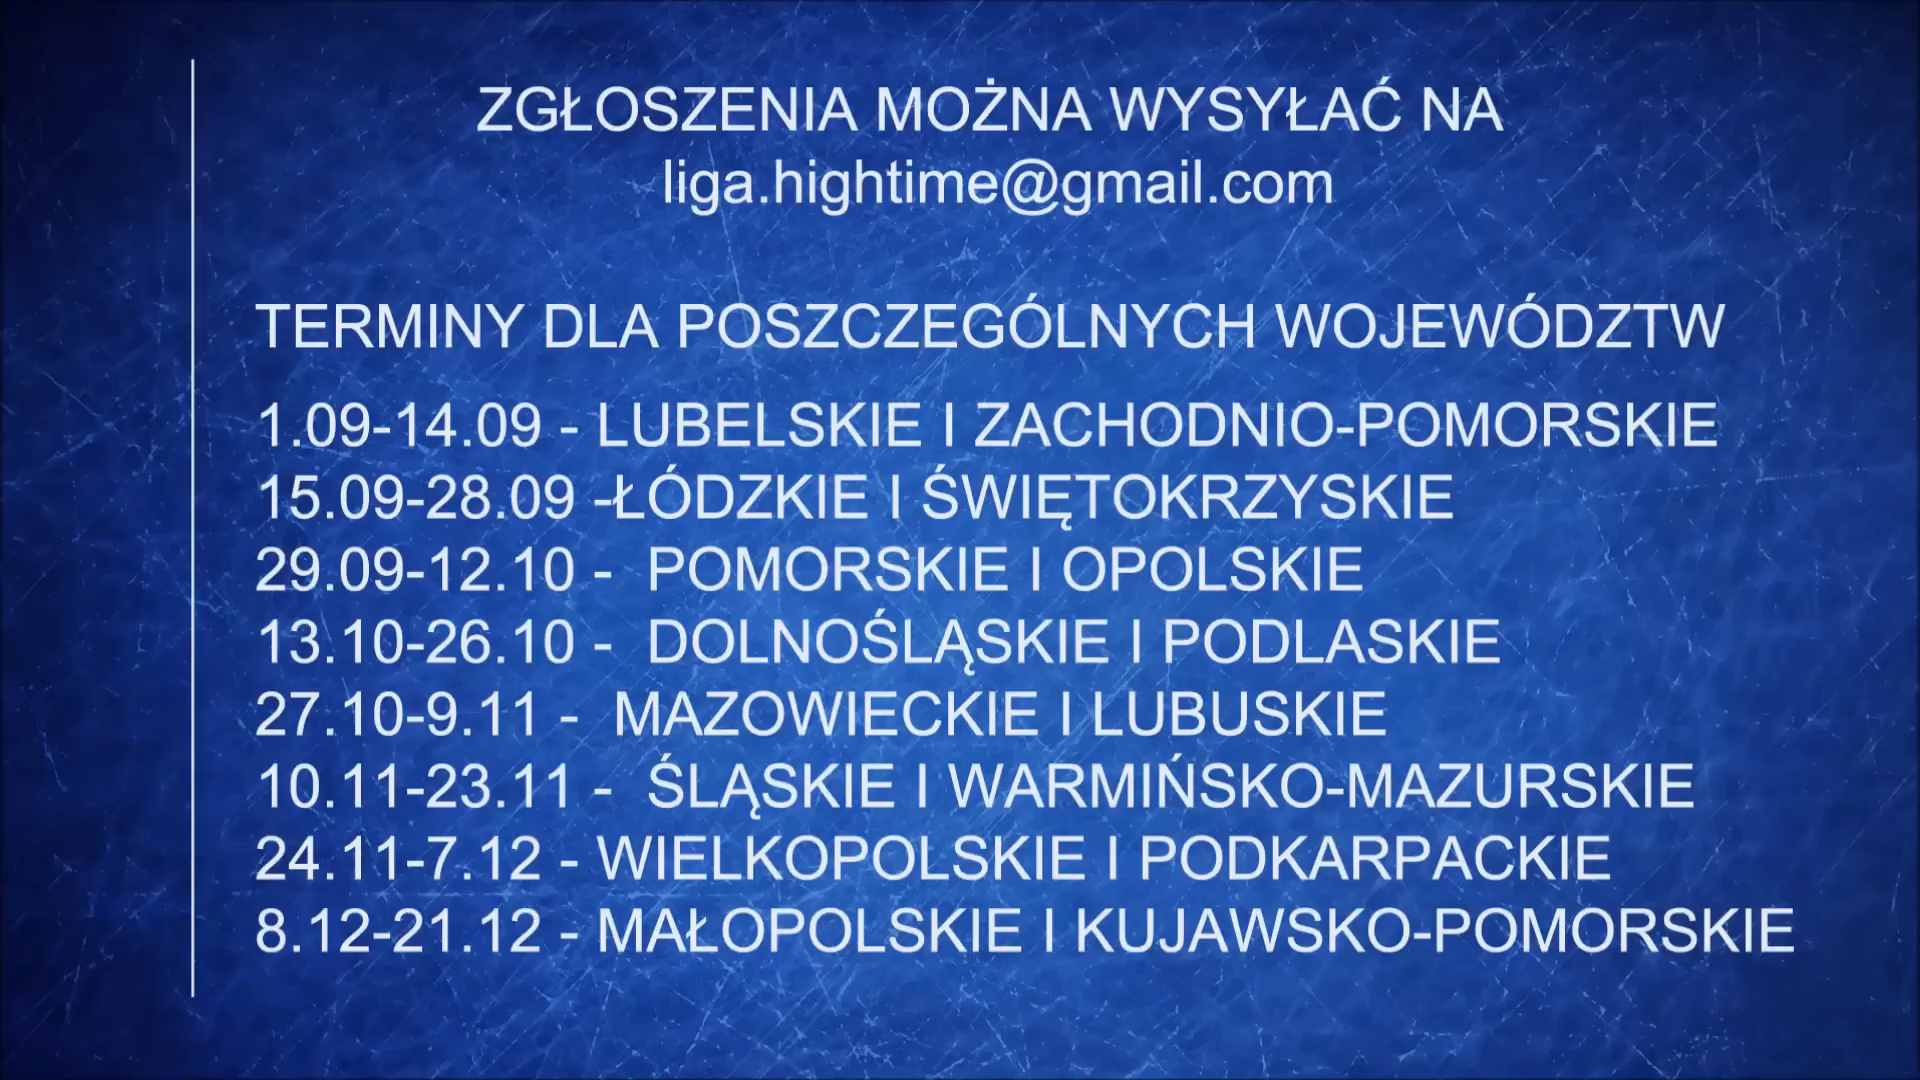 ZGŁOSZENIA MOŻNA WYSYŁAĆ NA
liga.hightime@gmail.com
TERMINY DLA POSZCZEGÓLNYCH WOJEWÓDZTW
1.09-14.09 - LUBELSKIE I ZACHODNIO-POMORSKIE
15.09-28.09 -ŁÓDZKIE I ŚWIĘTOKRZYSKIE
29.09-12.10 - POMORSKIE I OPOLSKIE
13.10-26.10 - DOLNOŚLĄSKIE I PODLASKIE
27.10-9.11 - MAZOWIECKIE I LUBUSKIE
10.11-23.11 - ŚLĄSKIE I WARMIŃSKO-MAZURSKIE
24.11-7.12 - WIELKOPOLSKIE I PODKARPACKIE
8.12-21.12 - MAŁOPOLSKIE I KUJAWSKO-POMORSKIE